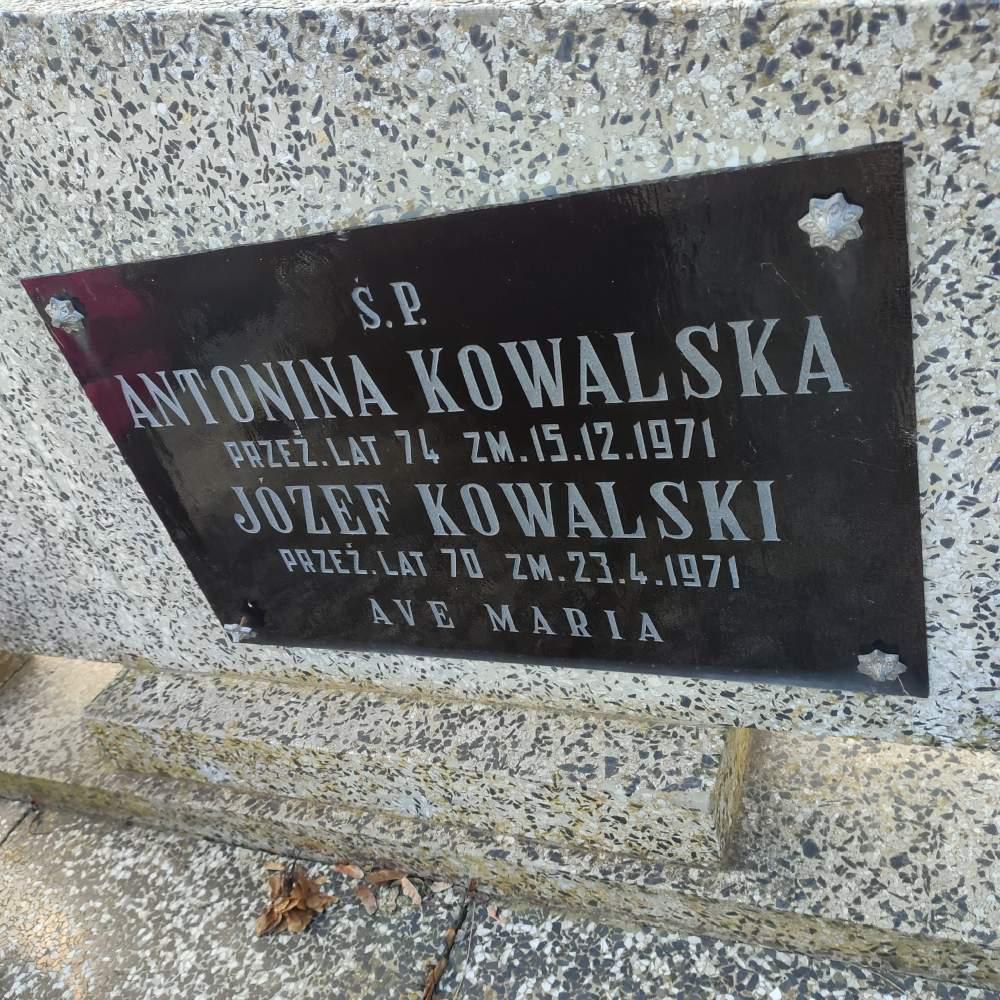 Ś.P.
ANTONINA KOWALSKA
PRZEŻ. LAT 74 ZM. 15.12.1971
JÓZEF KOWALSKI
PRZEŻ. LAT 70 ZM. 23.4.1971
AVE MARIA